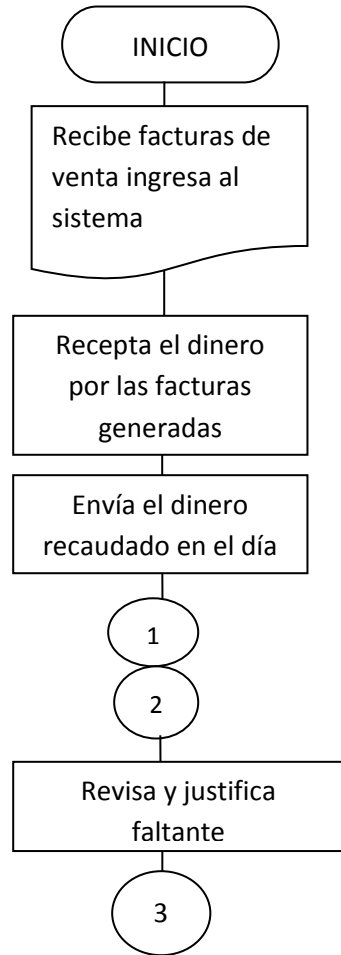 INICIO
Recibe facturas de
venta ingresa al
sistema
Recepta el dinero
por las facturas
generadas
Envía el dinero
recaudado en el día
1
2
Revisa y justifica
faltante
3